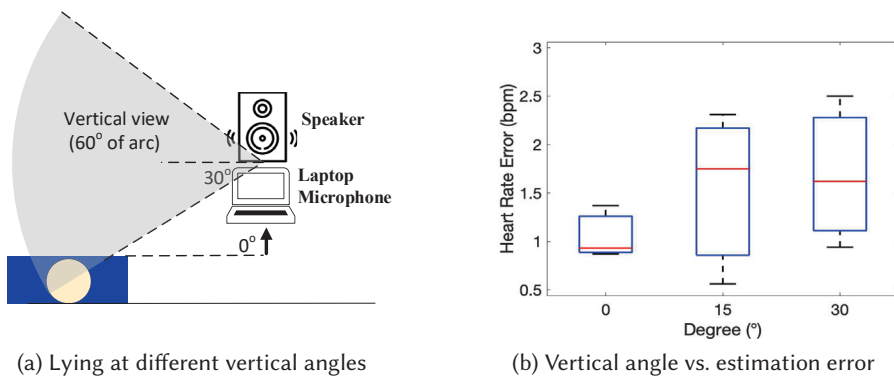 Vertical view
(60° of arc)
Speaker
30°
Laptop
Microphone
0°
(a) Lying at different vertical angles
Heart Rate Error (bpm)
3
2.5
2
1.5
1
0.5
0
15
30
Degree (°)
(b) Vertical angle vs. estimation error